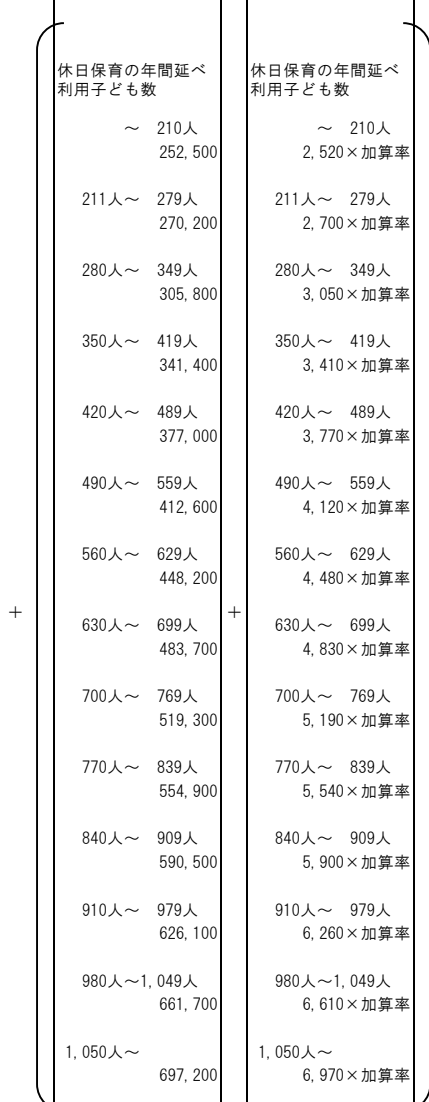 休日保育の年間延べ
利用子ども数
～ 210人
252,500
211人～ 279人
270,200
280人～ 349人
305,800
350人～ 419人
341,400
420人～ 489人
377,000
490人～ 559人
412,600
560人～ 629人
448,200
＋
630人～ 699人
483,700
700人～ 769人
519,300
770人～ 839人
554,900
840人～ 909人
590,500
910人～ 979人
626,100
980人～1,049人
661,700
1,050人～
697,200
＋
休日保育の年間延べ
利用子ども数
～ 210人
2,520×加算率
211人～ 279人
2,700×加算率
280人～ 349人
3,050×加算率
350人～ 419人
3,410×加算率
420人～ 489人
3,770×加算率
490人～ 559人
4,120×加算率
560人～ 629人
4,480×加算率
630人～ 699人
4,830×加算率
700人～ 769人
5,190×加算率
770人～ 839人
5,540×加算率
840人～ 909人
5,900×加算率
910人～ 979人
6,260×加算率
980人～1,049人
6,610×加算率
1,050人～
6,970×加算率